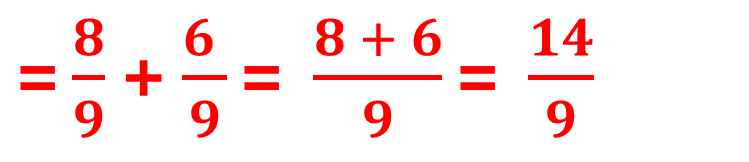 = 8/9 + 6/9 = 8 + 6/9 = 14/9